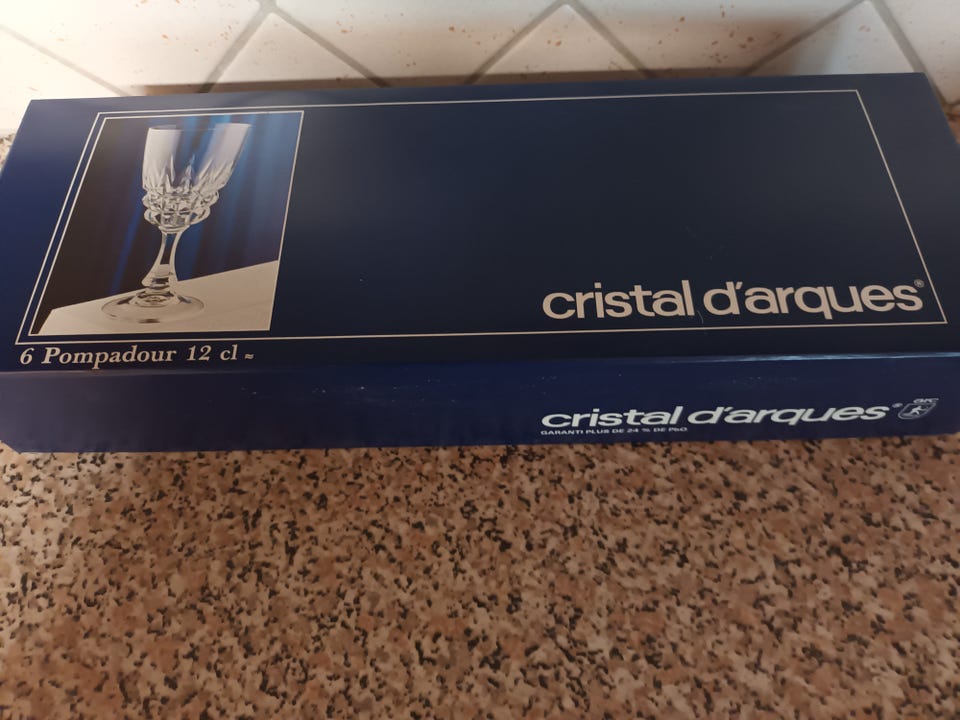 cristal d'arques®
6 Pompadour 12 cl ≈
cristal d'arques®
GARANTI PLUS DE 24 % DE PbO